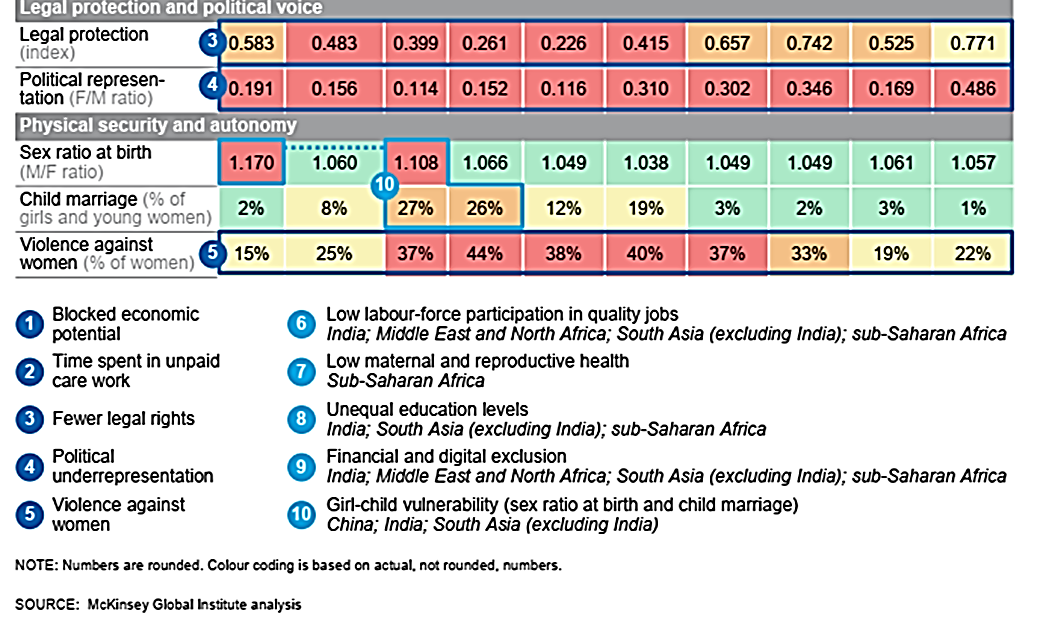 Legal protection and political voice
Legal protection
(index)
3 0.583 0.483 0.399 0.261 0.226 0.415 0.657 0.742 0.525 0.771
Political represen-
tation (F/M ratio)
4 0.191 0.156 0.114 0.152 0.116 0.310 0.302 0.346 0.169 0.486
Physical security and autonomy
Sex ratio at birth
(M/F ratio)
1.170 1.060 1.108 1.066 1.049 1.038 1.049 1.049 1.061 1.057
10
Child marriage (% of
girls and young women)
2% 8% 27% 26% 12% 19% 3% 2% 3% 1%
Violence against
women (% of women)
5 15% 25% 37% 44% 38% 40% 37% 33% 19% 22%
1 Blocked economic
potential
2 Time spent in unpaid
care work
3 Fewer legal rights
4 Political
underrepresentation
5 Violence against
women
6 Low labour-force participation in quality jobs
India; Middle East and North Africa; South Asia (excluding India); sub-Saharan Africa
7 Low maternal and reproductive health
Sub-Saharan Africa
8 Unequal education levels
India; South Asia (excluding India); sub-Saharan Africa
9 Financial and digital exclusion
India; Middle East and North Africa; South Asia (excluding India); sub-Saharan Africa
10 Girl-child vulnerability (sex ratio at birth and child marriage)
China; India; South Asia (excluding India)
NOTE: Numbers are rounded. Colour coding is based on actual, not rounded, numbers.
SOURCE: McKinsey Global Institute analysis